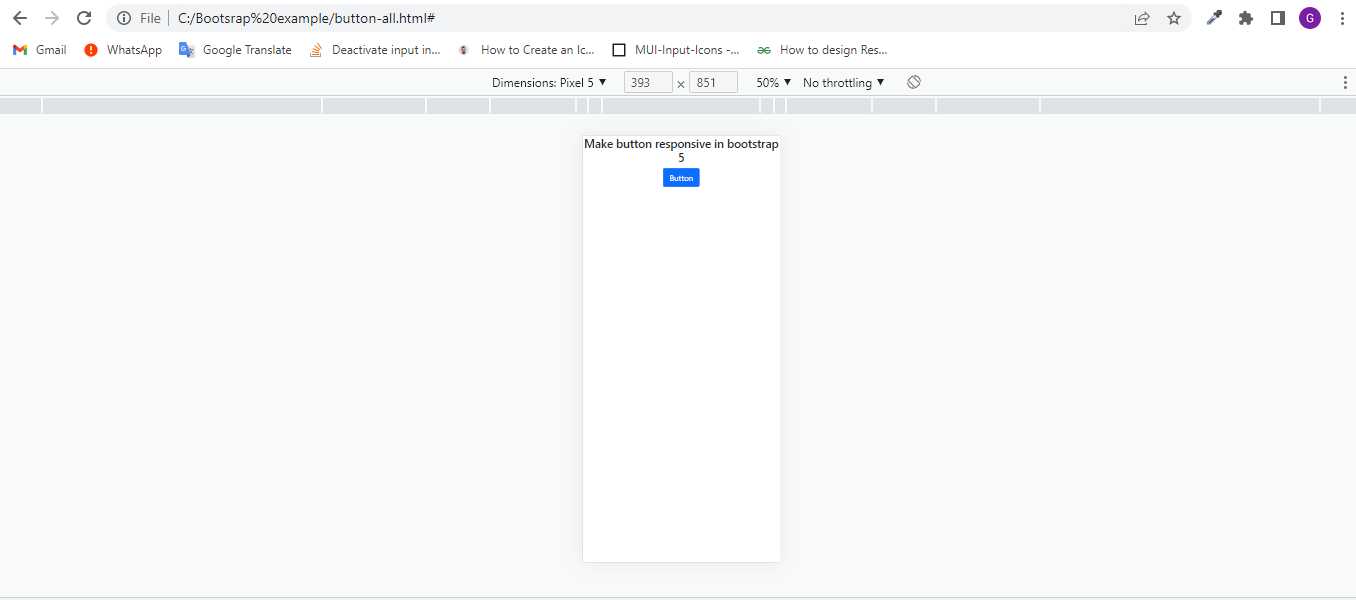 File C:/Bootsrap%20example/button-all.html# G
Gmail WhatsApp Google Translate Deactivate input in... How to Create an Ic... MUI-Input-Icons -... How to design Res...
Dimensions: Pixel 5 ▼ 393 × 851 50% ▼ No throttling ▼
Make button responsive in bootstrap
5
Button